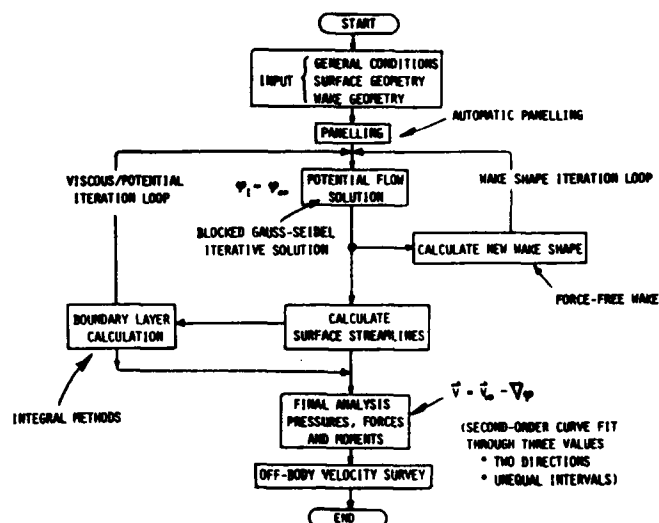 START
INPUT { GENERAL CONDITIONS
SURFACE GEOMETRY
WAKE GEOMETRY
AUTOMATIC PANELLING
PANELLING
VISCOUS/POTENTIAL
ITERATION LOOP
φᵢ - φ∞
POTENTIAL FLOW
SOLUTION
WAKE SHAPE ITERATION LOOP
BLOCKED GAUSS-SEIDEL
ITERATIVE SOLUTION
CALCULATE NEW WAKE SHAPE
FORCE-FREE WAKE
BOUNDARY LAYER
CALCULATION
CALCULATE
SURFACE STREAMLINES
INTEGRAL METHODS
FINAL ANALYSIS
PRESSURES, FORCES
AND MOMENTS
V⃗ = V⃗∞ - ∇φ
(SECOND-ORDER CURVE FIT
THROUGH THREE VALUES
• TWO DIRECTIONS
• UNEQUAL INTERVALS)
OFF-BODY VELOCITY SURVEY
END